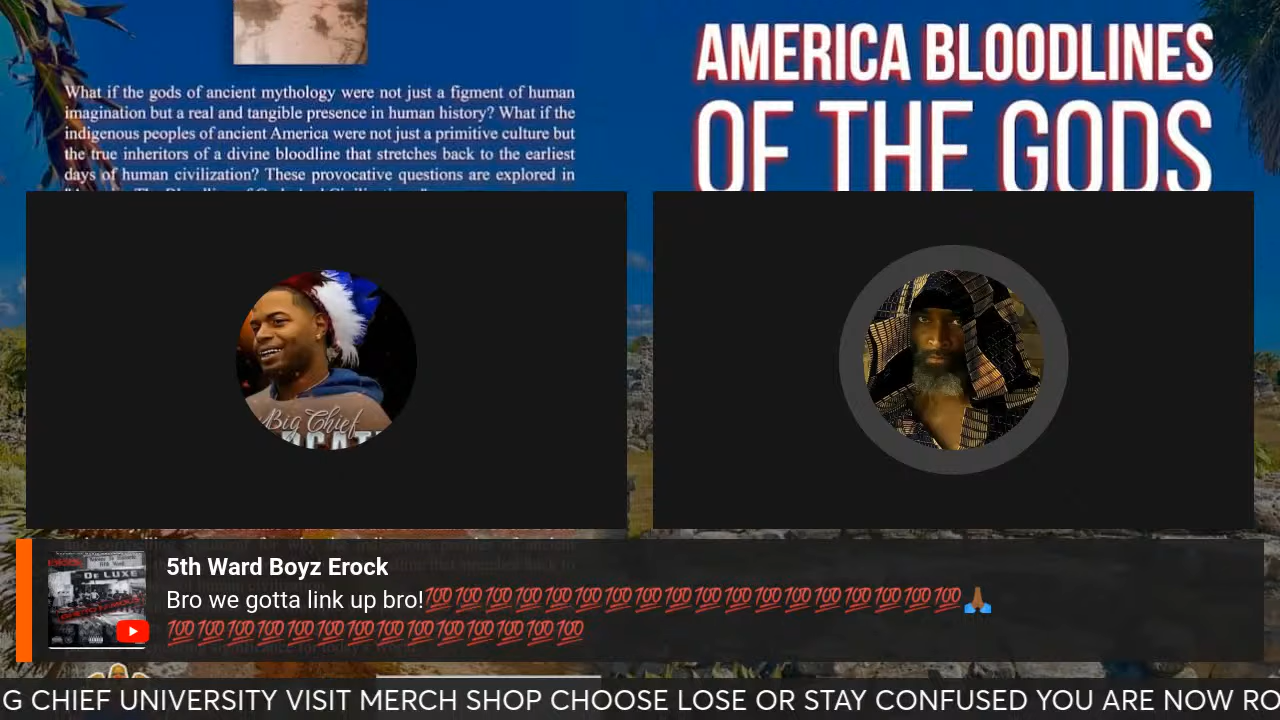 What if the gods of ancient mythology were not just a figment of human
imagination but a real and tangible presence in human history? What if the
indigenous peoples of ancient America were not just a primitive culture but
the true inheritors of a divine bloodline that stretches back to the earliest
days of human civilization? These provocative questions are explored in
AMERICA BLOODLINES
OF THE GODS
Big Chief
DE LUXE
5th Ward Boyz Erock
Bro we gotta link up bro!💯💯💯💯💯💯💯💯💯💯💯💯💯💯💯💯💯💯🙏🏾
💯💯💯💯💯💯💯💯💯💯💯💯💯💯
G CHIEF UNIVERSITY VISIT MERCH SHOP CHOOSE LOSE OR STAY CONFUSED YOU ARE NOW RO